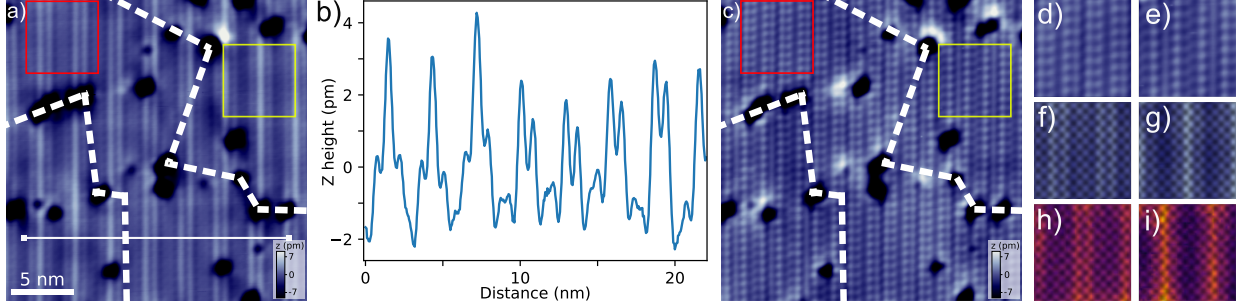 a)
z (pm)
7
0
-7
5 nm
b)
Z height (pm)
4
2
0
−2
0
10
20
Distance (nm)
c)
z (pm)
7
0
-7
d)
e)
f)
g)
h)
i)